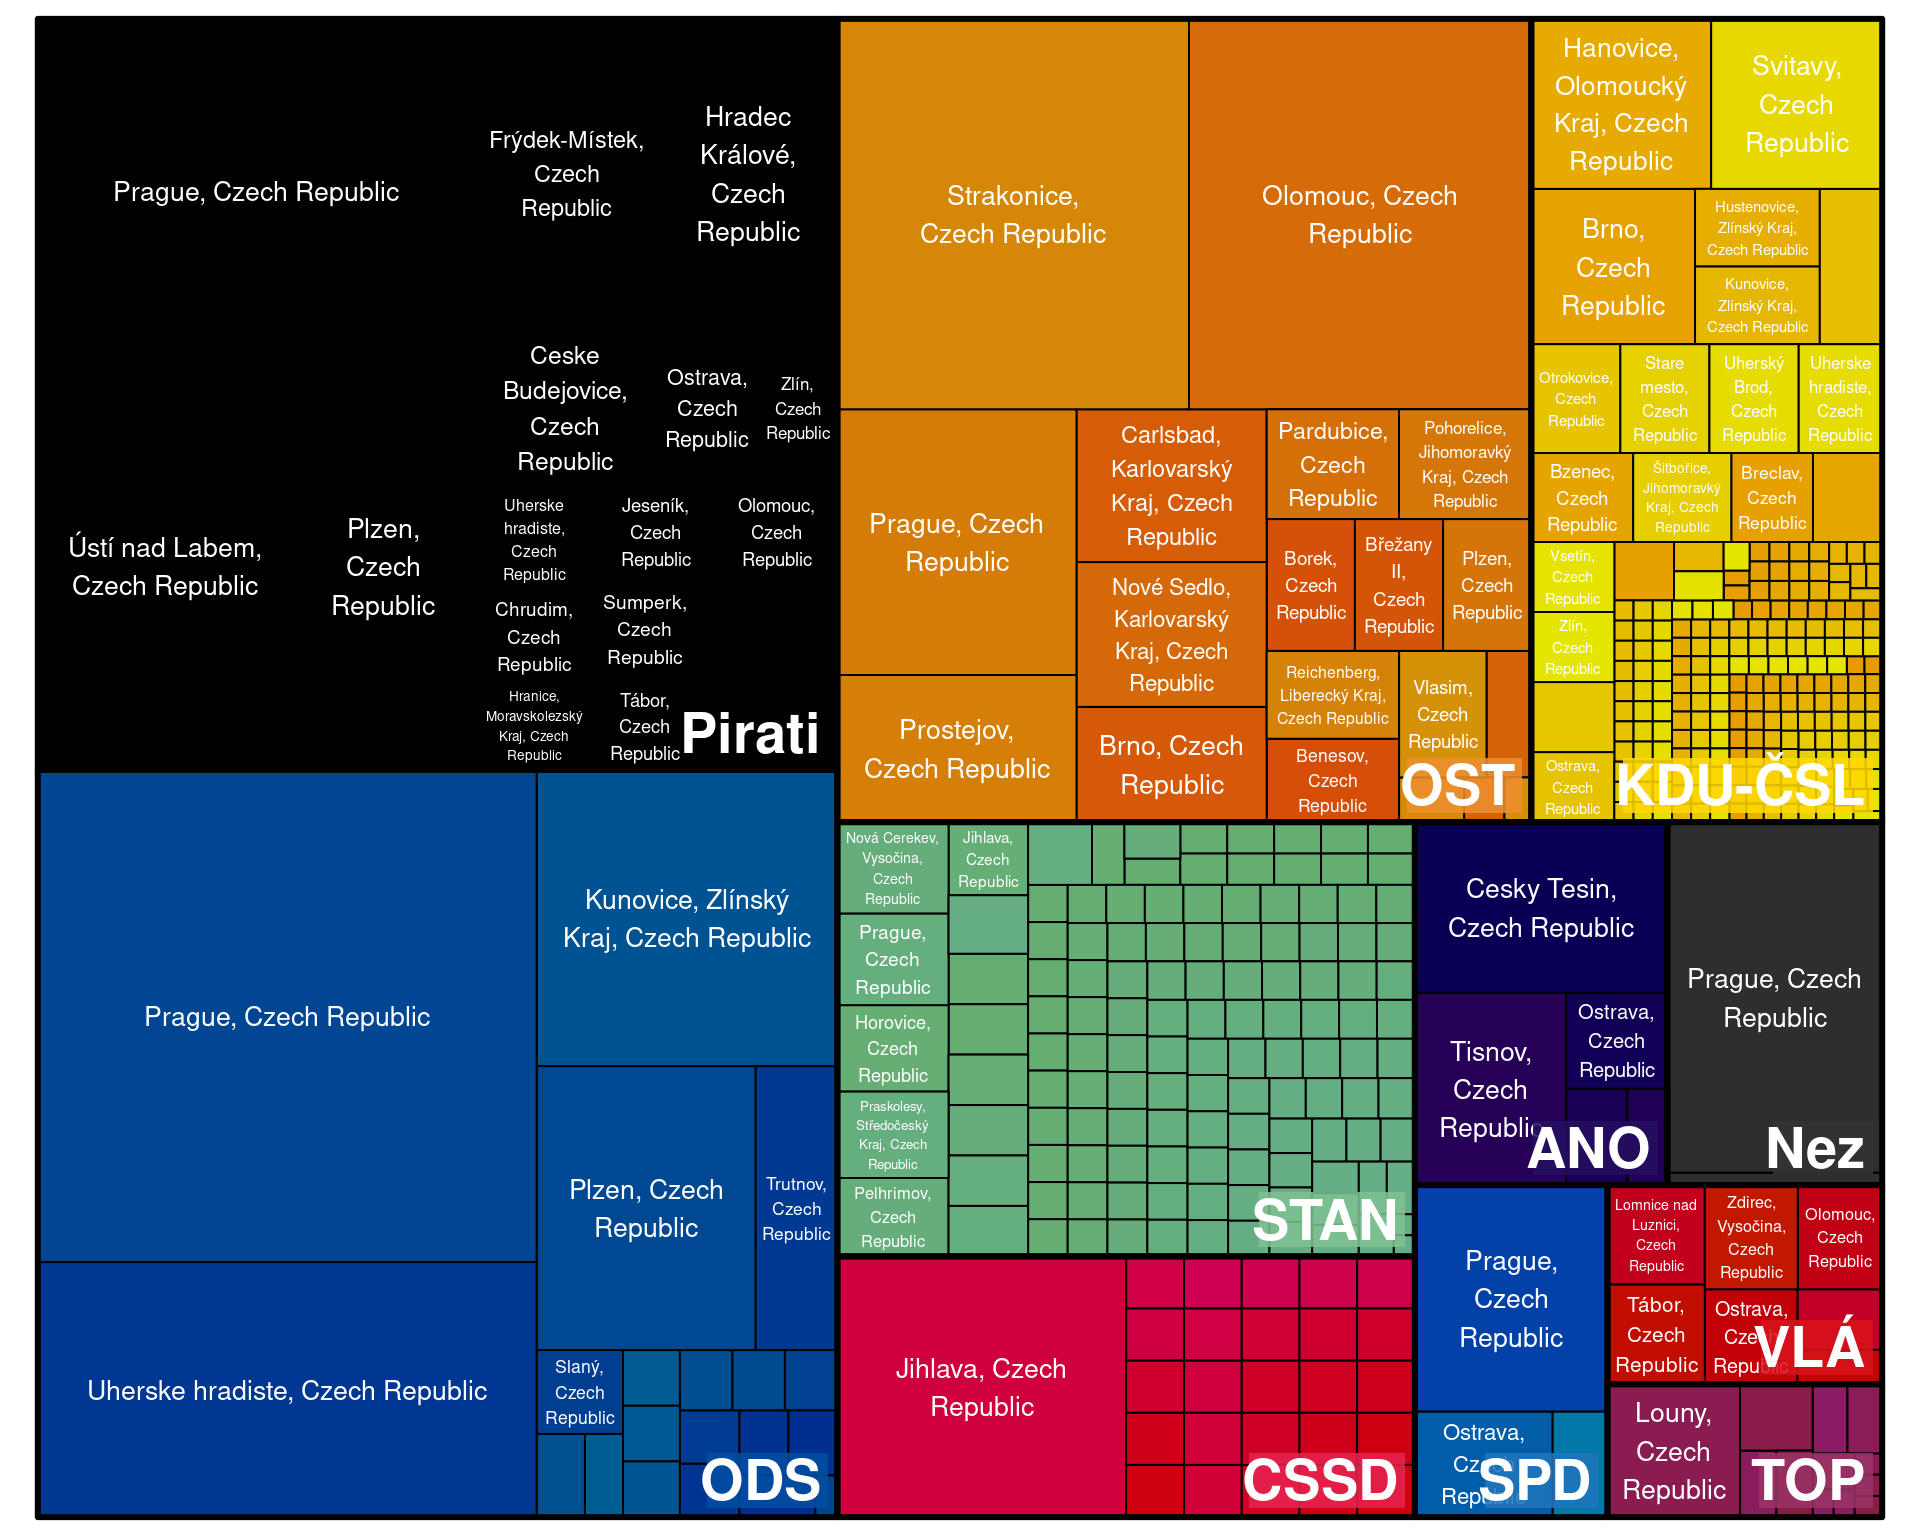 Prague, Czech Republic
Frýdek-Místek,
Czech
Republic
Hradec
Králové,
Czech
Republic
Ústí nad Labem,
Czech Republic
Plzen,
Czech
Republic
Ceske
Budejovice,
Czech
Republic
Ostrava,
Czech
Republic
Zlín,
Czech
Republic
Uherske
hradiste,
Czech
Republic
Jeseník,
Czech
Republic
Olomouc,
Czech
Republic
Chrudim,
Czech
Republic
Sumperk,
Czech
Republic
Hranice,
Moravskolezský
Kraj, Czech
Republic
Tábor,
Czech
Republic
Pirati
Prague, Czech Republic
Uherske hradiste, Czech Republic
Kunovice, Zlínský
Kraj, Czech Republic
Plzen, Czech
Republic
Trutnov,
Czech
Republic
Slaný,
Czech
Republic
ODS
Strakonice,
Czech Republic
Olomouc, Czech
Republic
Prague, Czech
Republic
Prostejov,
Czech Republic
Carlsbad,
Karlovarský
Kraj, Czech
Republic
Nové Sedlo,
Karlovarský
Kraj, Czech
Republic
Brno, Czech
Republic
Pardubice,
Czech
Republic
Pohorelice,
Jihomoravký
Kraj, Czech
Republic
Borek,
Czech
Republic
Břežany
II,
Czech
Republic
Plzen,
Czech
Republic
Reichenberg,
Liberecký Kraj,
Czech Republic
Benesov,
Czech
Republic
Vlasim,
Czech
Republic
OST
Hanovice,
Olomoucký
Kraj, Czech
Republic
Svitavy,
Czech
Republic
Brno,
Czech
Republic
Hustenovice,
Zlínský Kraj,
Czech Republic
Kunovice,
Zlínský Kraj,
Czech Republic
Otrokovice,
Czech
Republic
Stare
mesto,
Czech
Republic
Uherský
Brod,
Czech
Republic
Uherske
hradiste,
Czech
Republic
Bzenec,
Czech
Republic
Šitbořice,
Jihomoravký
Kraj, Czech
Republic
Breclav,
Czech
Republic
Vsetín,
Czech
Republic
Zlín,
Czech
Republic
Ostrava,
Czech
Republic
KDU-ČSL
Nová Cerekev,
Vysočina,
Czech
Republic
Jihlava,
Czech
Republic
Prague,
Czech
Republic
Horovice,
Czech
Republic
Praskolesy,
Středočeský
Kraj, Czech
Republic
Pelhrimov,
Czech
Republic
STAN
Jihlava, Czech
Republic
CSSD
Cesky Tesin,
Czech Republic
Tisnov,
Czech
Republic
Ostrava,
Czech
Republic
ANO
Prague, Czech
Republic
Nez
Prague,
Czech
Republic
Ostrava,
Czech
Republic
SPD
Lomnice nad
Luznici,
Czech
Republic
Zdirec,
Vysočina,
Czech
Republic
Olomouc,
Czech
Republic
Tábor,
Czech
Republic
Ostrava,
Czech
Republic
VLÁ
Louny,
Czech
Republic
TOP